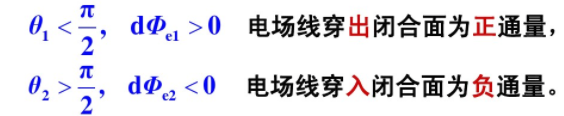 θ₁ < π/2, dΦₑ₁ > 0 电场线穿出闭合面为正通量，
θ₂ > π/2, dΦₑ₂ < 0 电场线穿入闭合面为负通量。